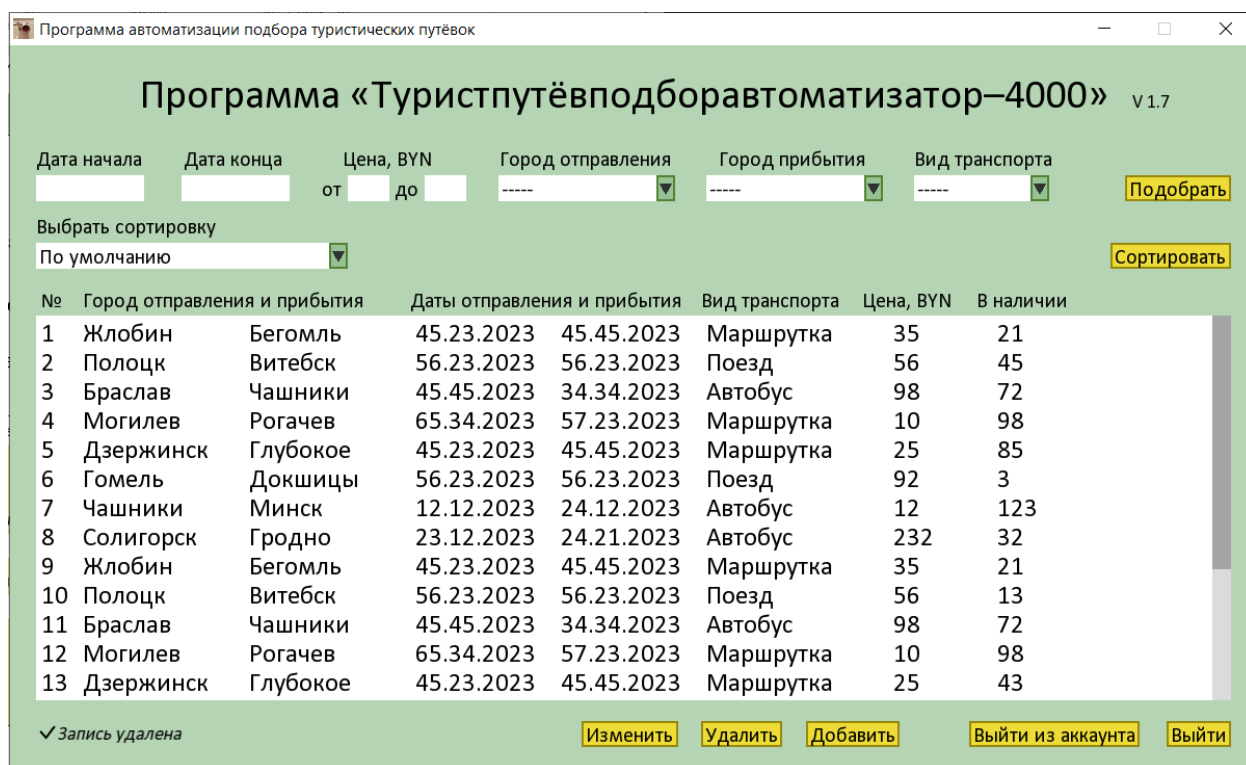 Программа автоматизации подбора туристических путёвок
Программа «Туристпутёвподборавтоматизатор–4000» V 1.7
Дата начала Дата конца Цена, BYN Город отправления Город прибытия Вид транспорта
от до ----- ----- ----- Подобрать
Выбрать сортировку
По умолчанию Сортировать
№ Город отправления и прибытия Даты отправления и прибытия Вид транспорта Цена, BYN В наличии
1 Жлобин Бегомль 45.23.2023 45.45.2023 Маршрутка 35 21
2 Полоцк Витебск 56.23.2023 56.23.2023 Поезд 56 45
3 Браслав Чашники 45.45.2023 34.34.2023 Автобус 98 72
4 Могилев Рогачев 65.34.2023 57.23.2023 Маршрутка 10 98
5 Дзержинск Глубокое 45.23.2023 45.45.2023 Маршрутка 25 85
6 Гомель Докшицы 56.23.2023 56.23.2023 Поезд 92 3
7 Чашники Минск 12.12.2023 24.12.2023 Автобус 12 123
8 Солигорск Гродно 23.12.2023 24.21.2023 Автобус 232 32
9 Жлобин Бегомль 45.23.2023 45.45.2023 Маршрутка 35 21
10 Полоцк Витебск 56.23.2023 56.23.2023 Поезд 56 13
11 Браслав Чашники 45.45.2023 34.34.2023 Автобус 98 72
12 Могилев Рогачев 65.34.2023 57.23.2023 Маршрутка 10 98
13 Дзержинск Глубокое 45.23.2023 45.45.2023 Маршрутка 25 43
✓ Запись удалена Изменить Удалить Добавить Выйти из аккаунта Выйти